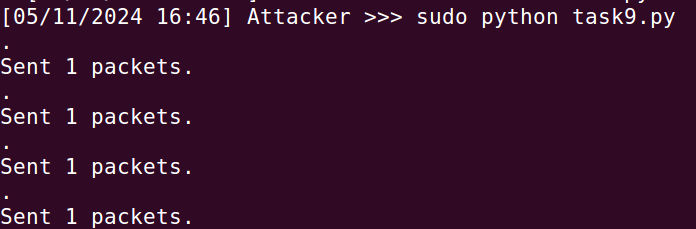 [05/11/2024 16:46] Attacker >>> sudo python task9.py
.
Sent 1 packets.
.
Sent 1 packets.
.
Sent 1 packets.
.
Sent 1 packets.